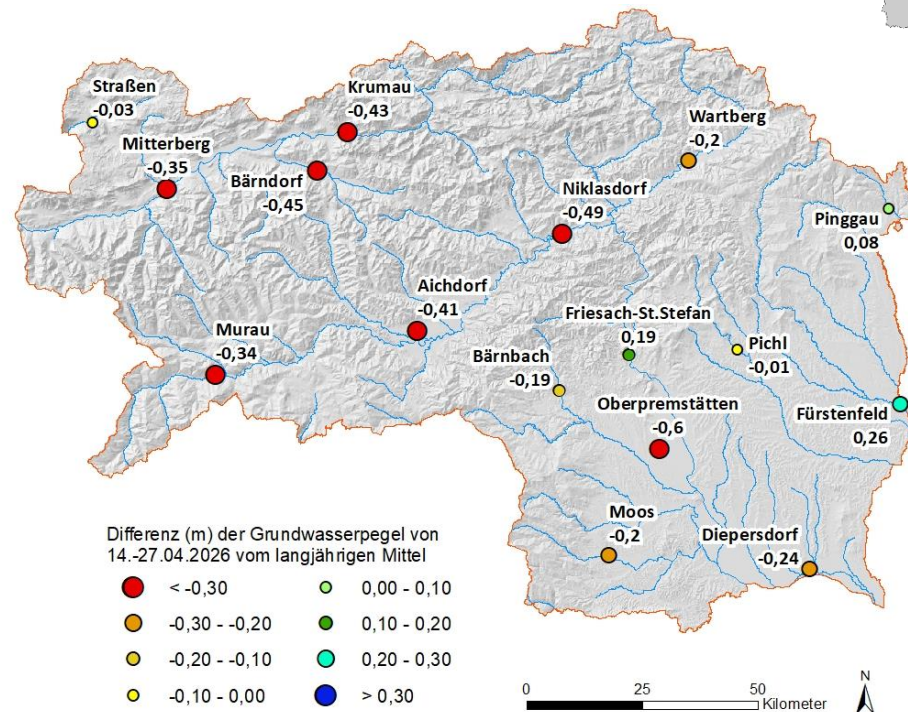 Straßen
-0,03
Krumau
-0,43
Wartberg
-0,2
Mitterberg
-0,35
Bärndorf
-0,45
Niklasdorf
-0,49
Pinggau
0,08
Aichdorf
-0,41
Friesach-St.Stefan
0,19
Murau
-0,34
Bärnbach
-0,19
Pichl
-0,01
Oberpremstätten
-0,6
Fürstenfeld
0,26
Moos
-0,2
Diepersdorf
-0,24
Differenz (m) der Grundwasserpegel von
14.-27.04.2026 vom langjährigen Mittel
< -0,30
-0,30 - -0,20
-0,20 - -0,10
-0,10 - 0,00
0,00 - 0,10
0,10 - 0,20
0,20 - 0,30
> 0,30
0 25 50
Kilometer
N